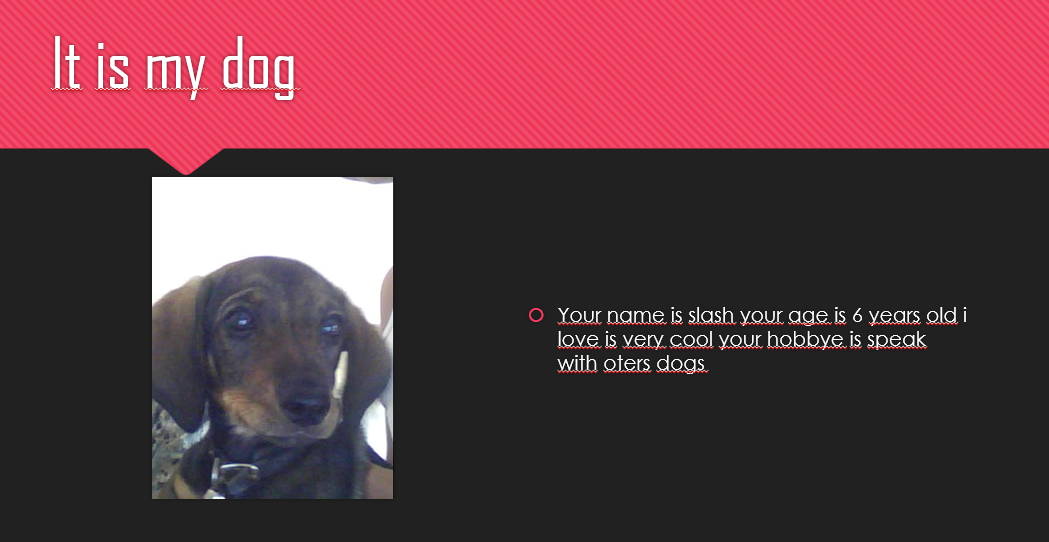 It is my dog
Your name is slash your age is 6 years old i
love is very cool your hobbye is speak
with oters dogs